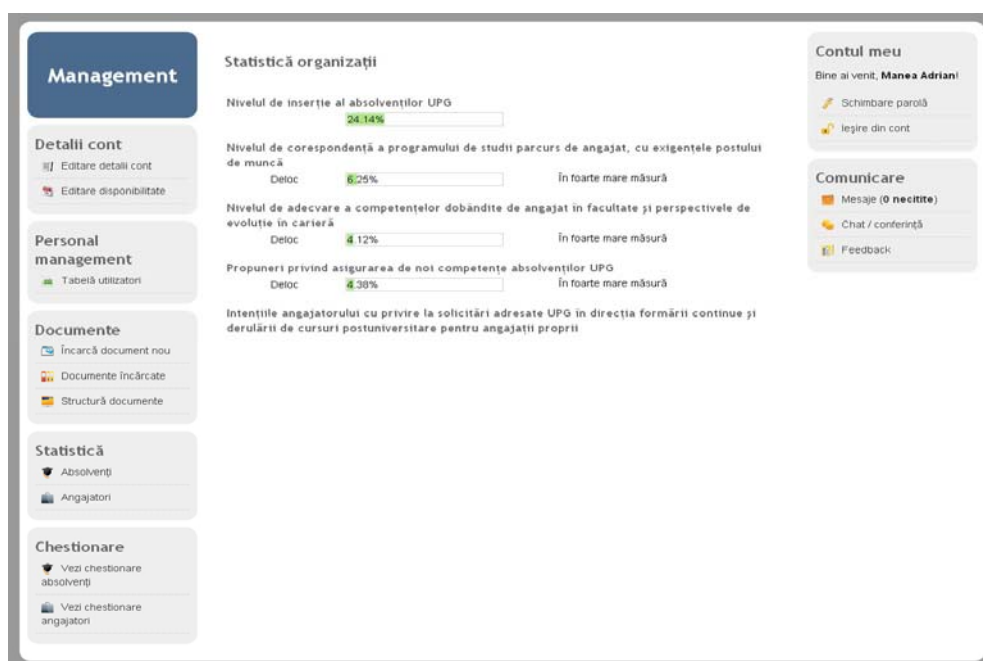 Management
Detalii cont
Editare detalii cont
Editare disponibilitate
Personal
management
Tabelă utilizatori
Documente
Încarcă document nou
Documente încărcate
Structură documente
Statistică
Absolvenți
Angajatori
Chestionare
Vezi chestionare
absolvenți
Vezi chestionare
angajatori
Statistică organizații
Nivelul de inserție al absolvenților UPG
24.14%
Nivelul de corespondență a programului de studii parcurs de angajat, cu exigențele postului
de muncă
Deloc 6.25% În foarte mare măsură
Nivelul de adecvare a competențelor dobândite de angajat in facultate și perspectivele de
evoluție in carieră
Deloc 4.12% În foarte mare măsură
Propuneri privind asigurarea de noi competențe absolvenților UPG
Deloc 4.38% În foarte mare măsură
Intențiile angajatorului cu privire la solicitări adresate UPG in direcția formării continue și
derulării de cursuri postuniversitare pentru angajații proprii
Contul meu
Bine ai venit, Manea Adrian!
Schimbare parolă
Ieșire din cont
Comunicare
Mesaje (0 necitite)
Chat / conferință
Feedback